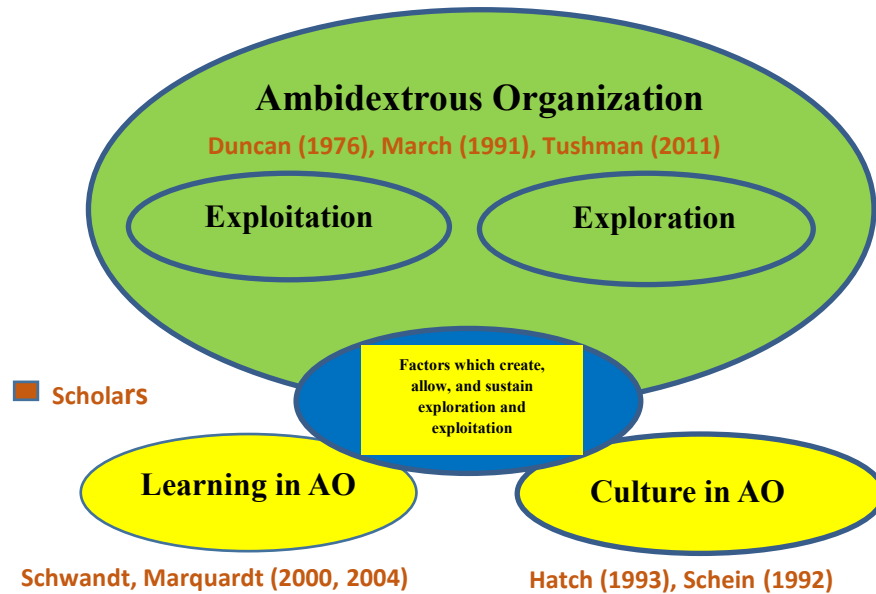 Ambidextrous Organization
Duncan (1976), March (1991), Tushman (2011)
Exploitation
Exploration
Factors which create,
allow, and sustain
exploration and
exploitation
Scholars
Learning in AO
Culture in AO
Schwandt, Marquardt (2000, 2004)
Hatch (1993), Schein (1992)